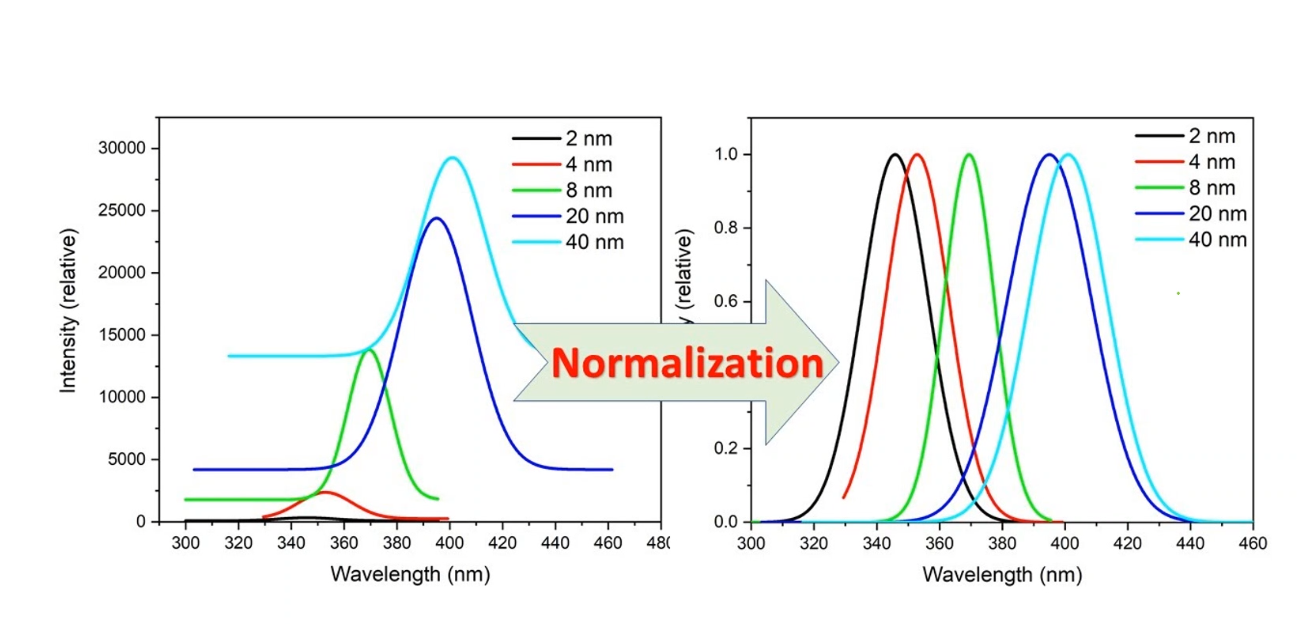 2 nm
4 nm
8 nm
20 nm
40 nm
30000
25000
20000
15000
10000
5000
0
Intensity (relative)
300 320 340 360 380 400 420 440 460 480
Wavelength (nm)
Normalization
2 nm
4 nm
8 nm
20 nm
40 nm
1.0
0.8
0.6
0.2
0.0
y (relative)
300 320 340 360 380 400 420 440 460
Wavelength (nm)